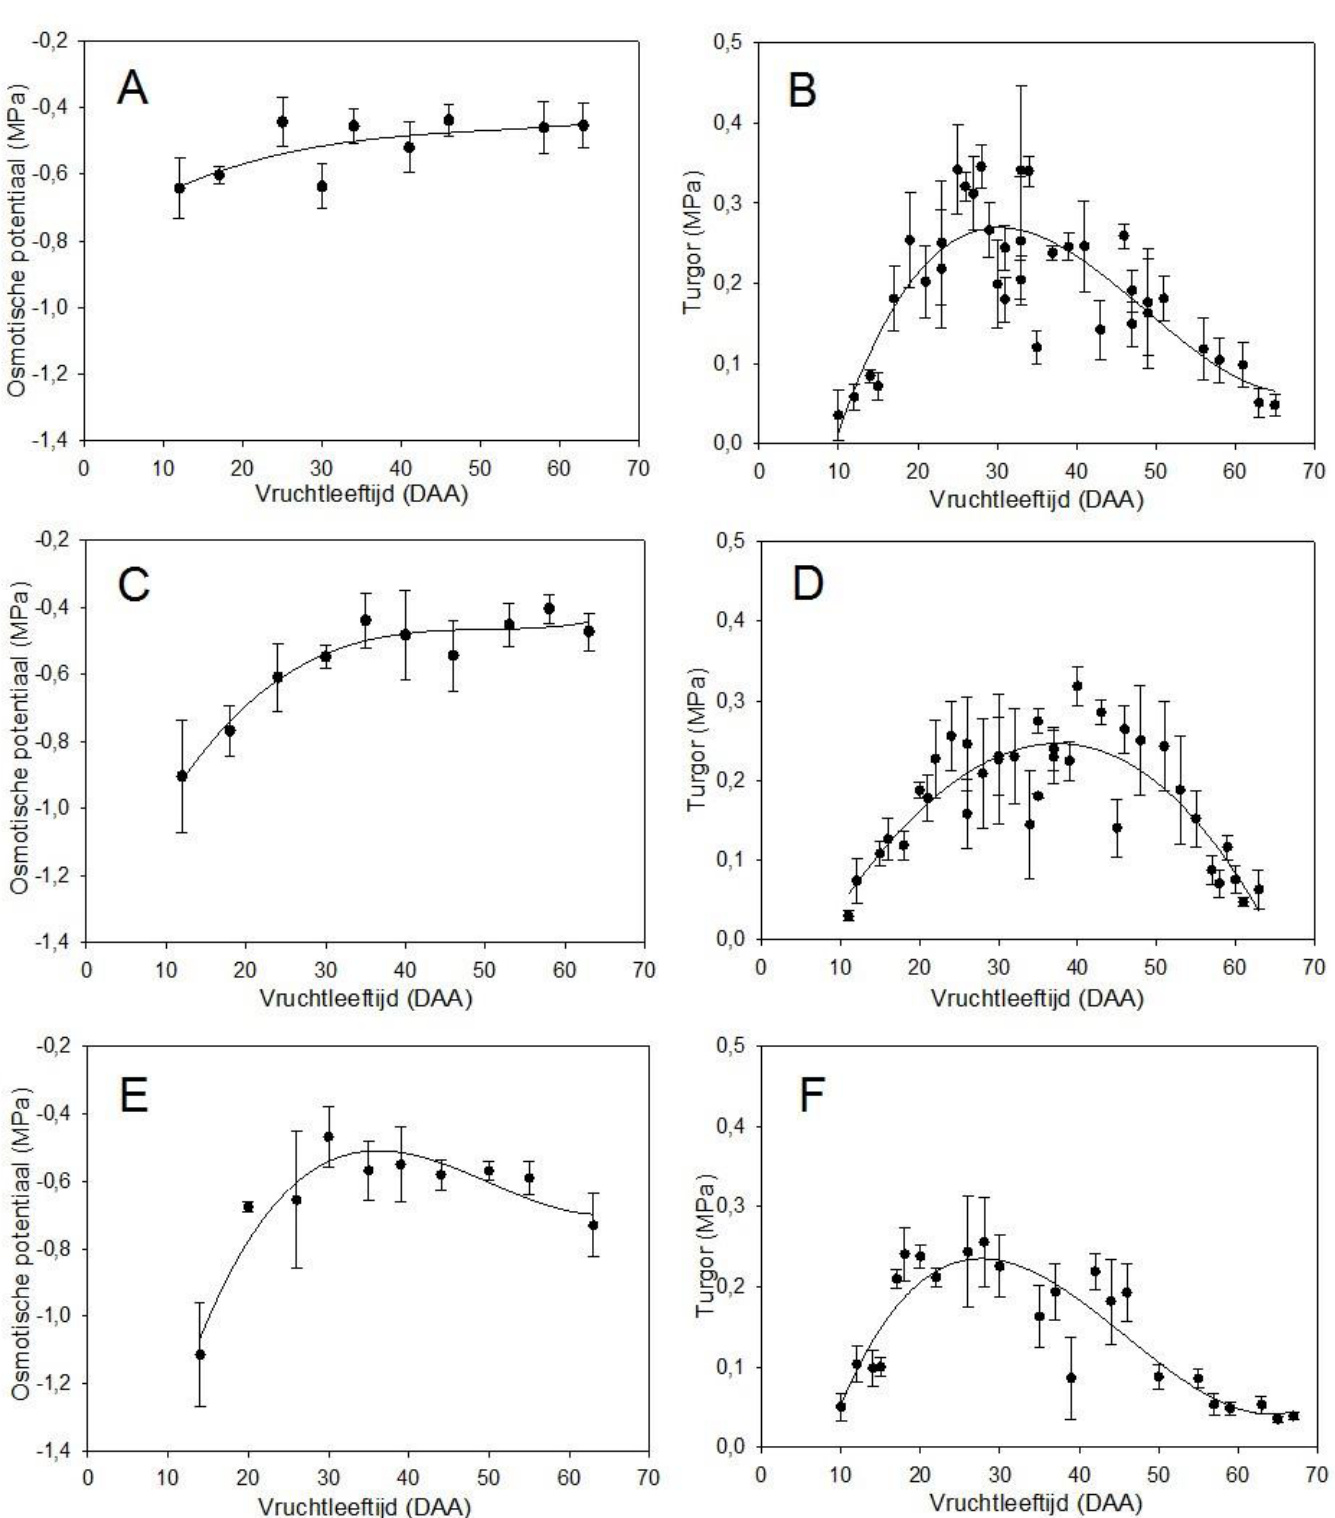 -0,2
-0,4
-0,6
-0,8
-1,0
-1,2
-1,4
Osmotische potentiaal (MPa)
A
0 10 20 30 40 50 60 70
Vruchtleeftijd (DAA)
0,5
0,4
0,3
0,2
0,1
0,0
Turgor (MPa)
B
0 10 20 30 40 50 60 70
Vruchtleeftijd (DAA)
-0,2
-0,4
-0,6
-0,8
-1,0
-1,2
-1,4
Osmotische potentiaal (MPa)
C
0 10 20 30 40 50 60 70
Vruchtleeftijd (DAA)
0,5
0,4
0,3
0,2
0,1
0,0
Turgor (MPa)
D
0 10 20 30 40 50 60 70
Vruchtleeftijd (DAA)
-0,2
-0,4
-0,6
-0,8
-1,0
-1,2
-1,4
Osmotische potentiaal (MPa)
E
0 10 20 30 40 50 60 70
Vruchtleeftijd (DAA)
0,5
0,4
0,3
0,2
0,1
0,0
Turgor (MPa)
F
0 10 20 30 40 50 60 70
Vruchtleeftijd (DAA)